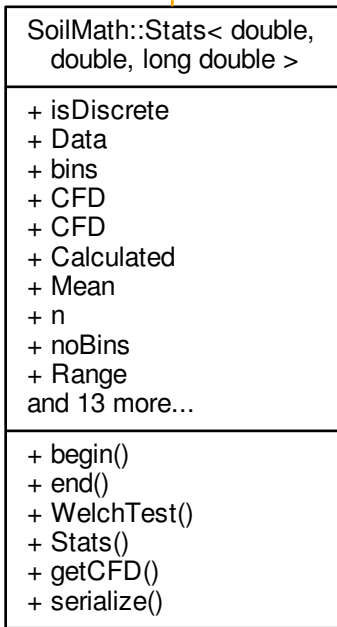 SoilMath::Stats< double,
double, long double >
+ isDiscrete
+ Data
+ bins
+ CFD
+ CFD
+ Calculated
+ Mean
+ n
+ noBins
+ Range
and 13 more...
+ begin()
+ end()
+ WelchTest()
+ Stats()
+ getCFD()
+ serialize()